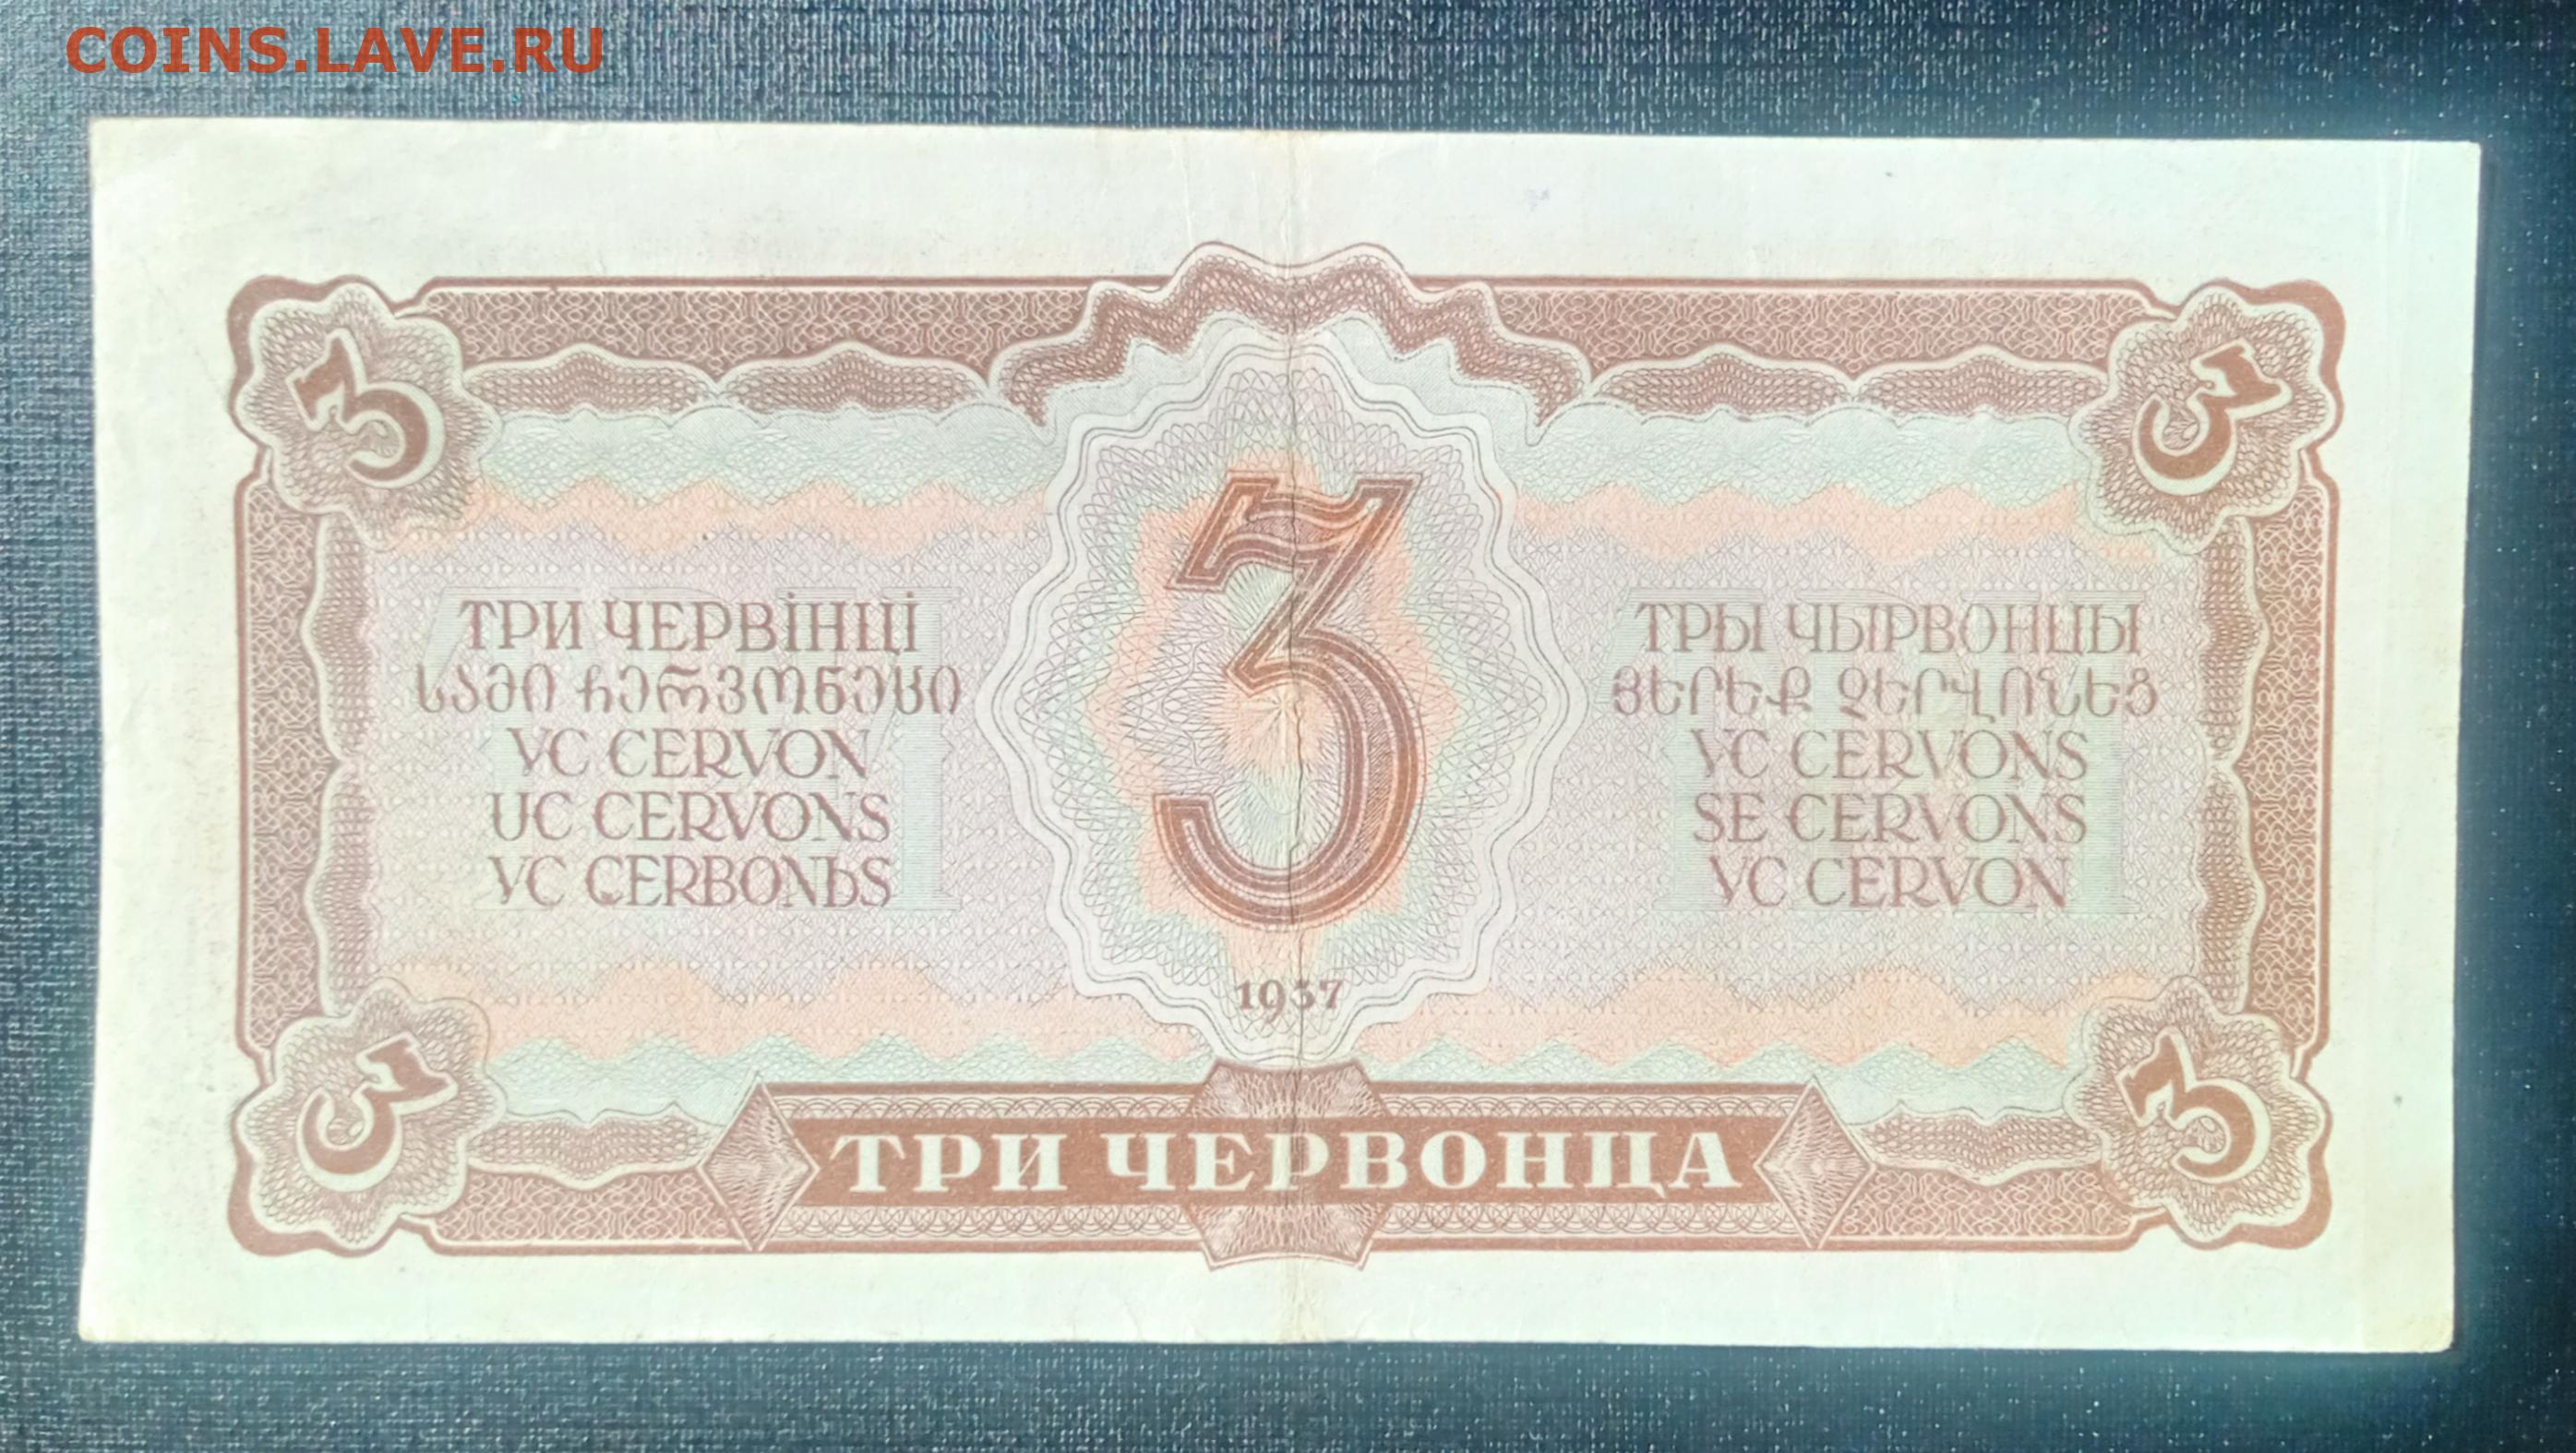 COINS.LAVE.RU
3
3
ТРИ ЧЕРВІНЦІ
ᲡᲐᲛᲘ ᲩᲔᲠᲕᲝᲜᲔᲪᲘ
УC CERVON
UC CERVONS
УC CERBONЬS
3
1937
ТРЫ ЧЫРВОНЦЫ
ՅԵՐԵՔ ՉԵՐՎՈՆԵՑ
УC CERVONS
SE CERVONS
УC CERVON
3
3
ТРИ ЧЕРВОНЦА